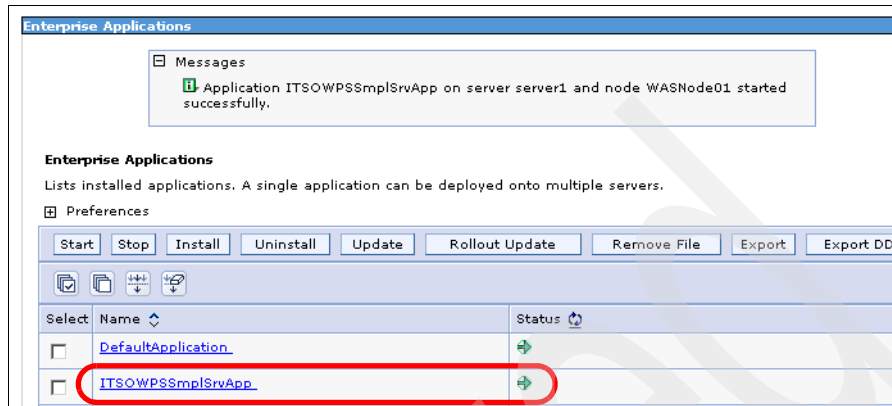 Enterprise Applications
Messages
Application ITSOWPSSmplSrvApp on server server1 and node WASNode01 started
successfully.
Enterprise Applications
Lists installed applications. A single application can be deployed onto multiple servers.
Preferences
Start Stop Install Uninstall Update Rollout Update Remove File Export Export DD
Select Name Status
DefaultApplication
ITSOWPSSmplSrvApp